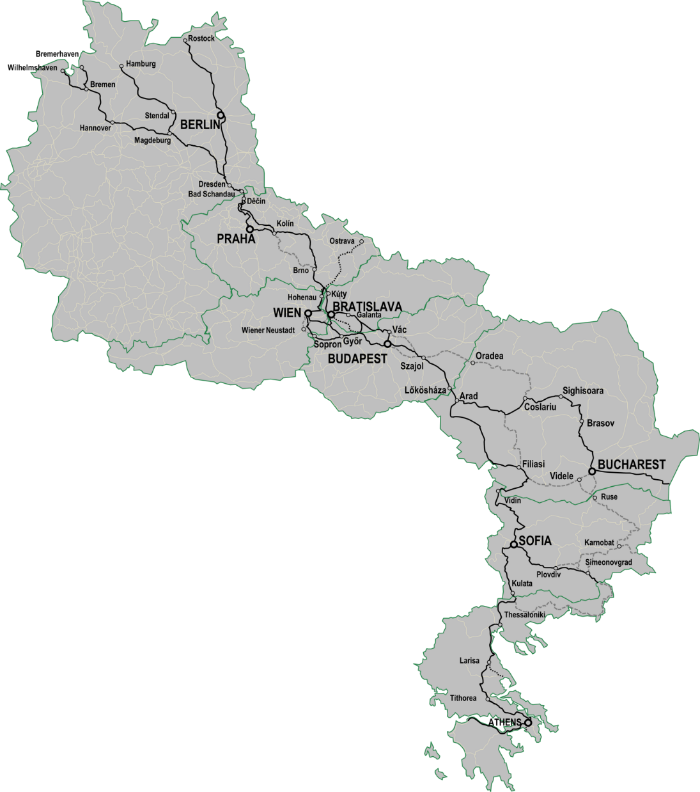 Rostock
Bremerhaven
Hamburg
Wilhelmshaven
Bremen
Stendal
BERLIN
Hannover
Magdeburg
Dresden
Bad Schandau
Děčín
Kolín
PRAHA
Ostrava
Brno
Hohenau
Kúty
WIEN
BRATISLAVA
Galanta
Wiener Neustadt
Vác
Sopron
Győr
BUDAPEST
Szajol
Oradea
Lőkösháza
Arad
Sighisoara
Coslariu
Brasov
Filiasi
BUCHAREST
Videle
Vidin
Ruse
SOFIA
Karnobat
Simeonovgrad
Plovdiv
Kulata
Thessaloniki
Larisa
Tithorea
ATHENS